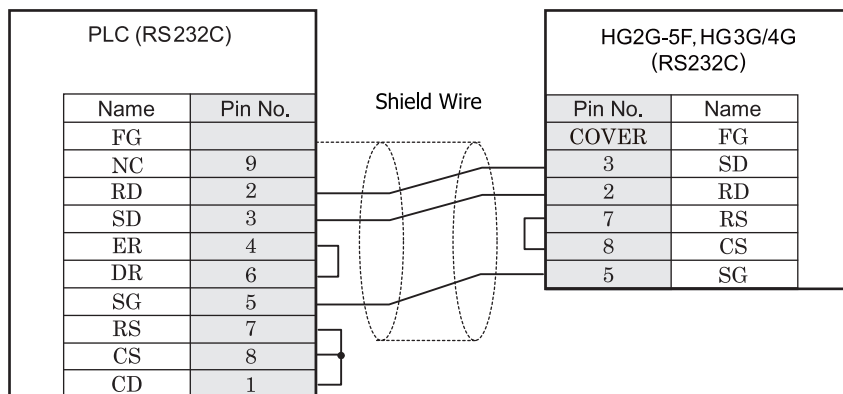 PLC (RS232C)
Name Pin No.
FG
NC 9
RD 2
SD 3
ER 4
DR 6
SG 5
RS 7
CS 8
CD 1
Shield Wire
HG2G-5F, HG3G/4G
(RS232C)
Pin No. Name
COVER FG
3 SD
2 RD
7 RS
8 CS
5 SG